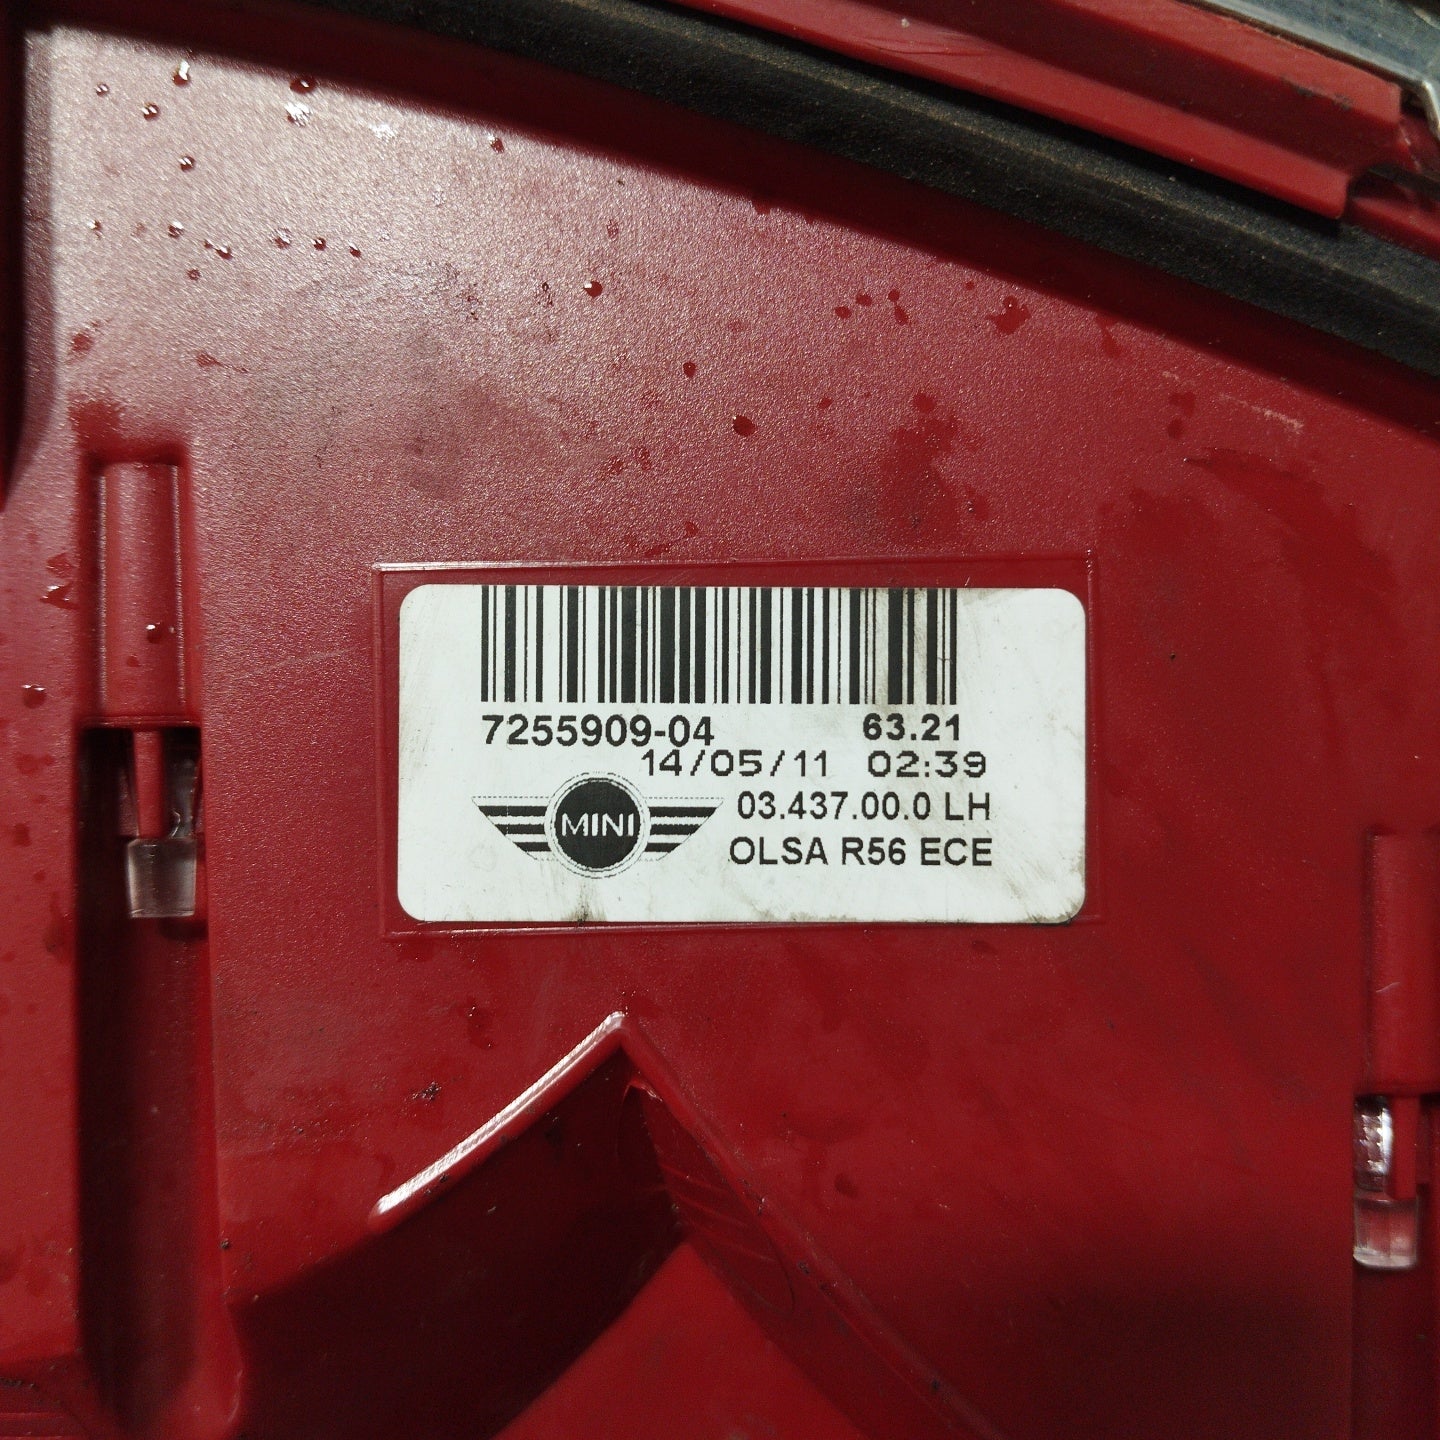 7255909-04 63.21
14/05/11 02:39
03.437.00.0 LH
MINI
OLSA R56 ECE